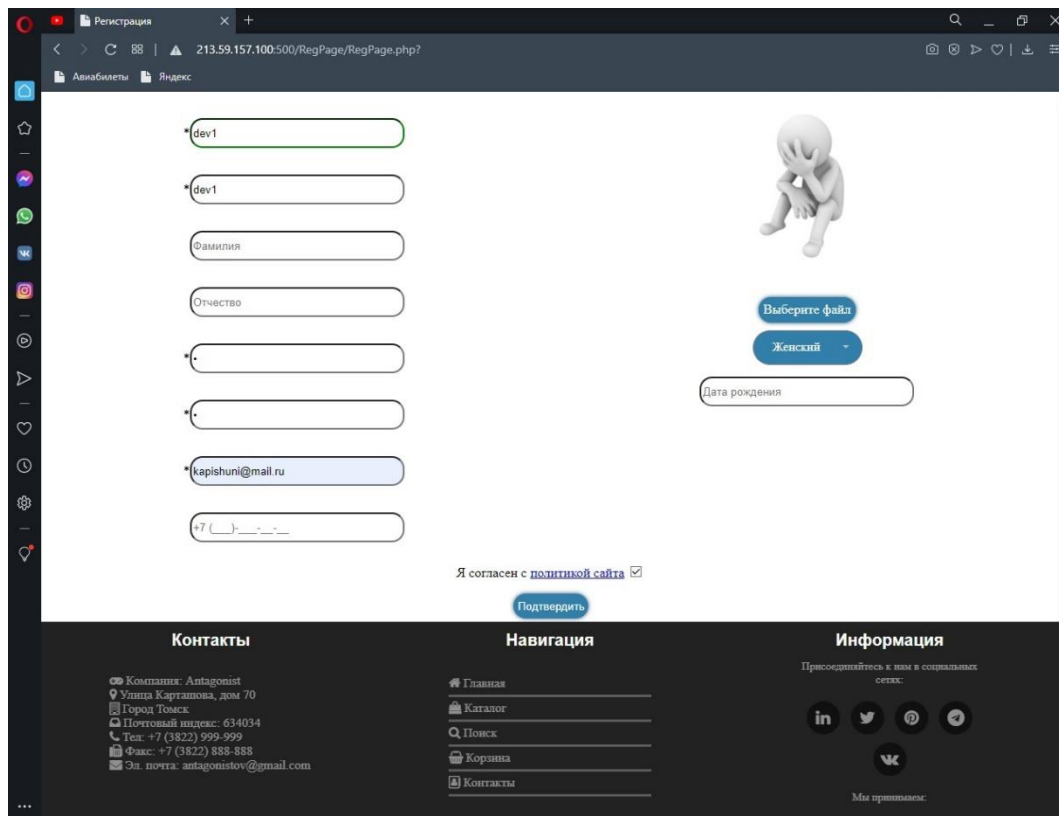 Регистрация
213.59.157.100:500/RegPage/RegPage.php?
Авиабилеты Яндекс
*dev1
*dev1
Фамилия
Отчество
*•
*•
*kapishuni@mail.ru
+7 (___)-___-__-__
Выберите файл
Женский
Дата рождения
Я согласен с политикой сайта
Подтвердить
Контакты
Компания: Antagonist
Улица Карташова, дом 70
Город Томск
Почтовый индекс: 634034
Тел: +7 (3822) 999-999
Факс: +7 (3822) 888-888
Эл. почта: antagonistov@gmail.com
Навигация
Главная
Каталог
Поиск
Корзина
Контакты
Информация
Присоединяйтесь к нам в социальных
сетях:
Мы принимаем: